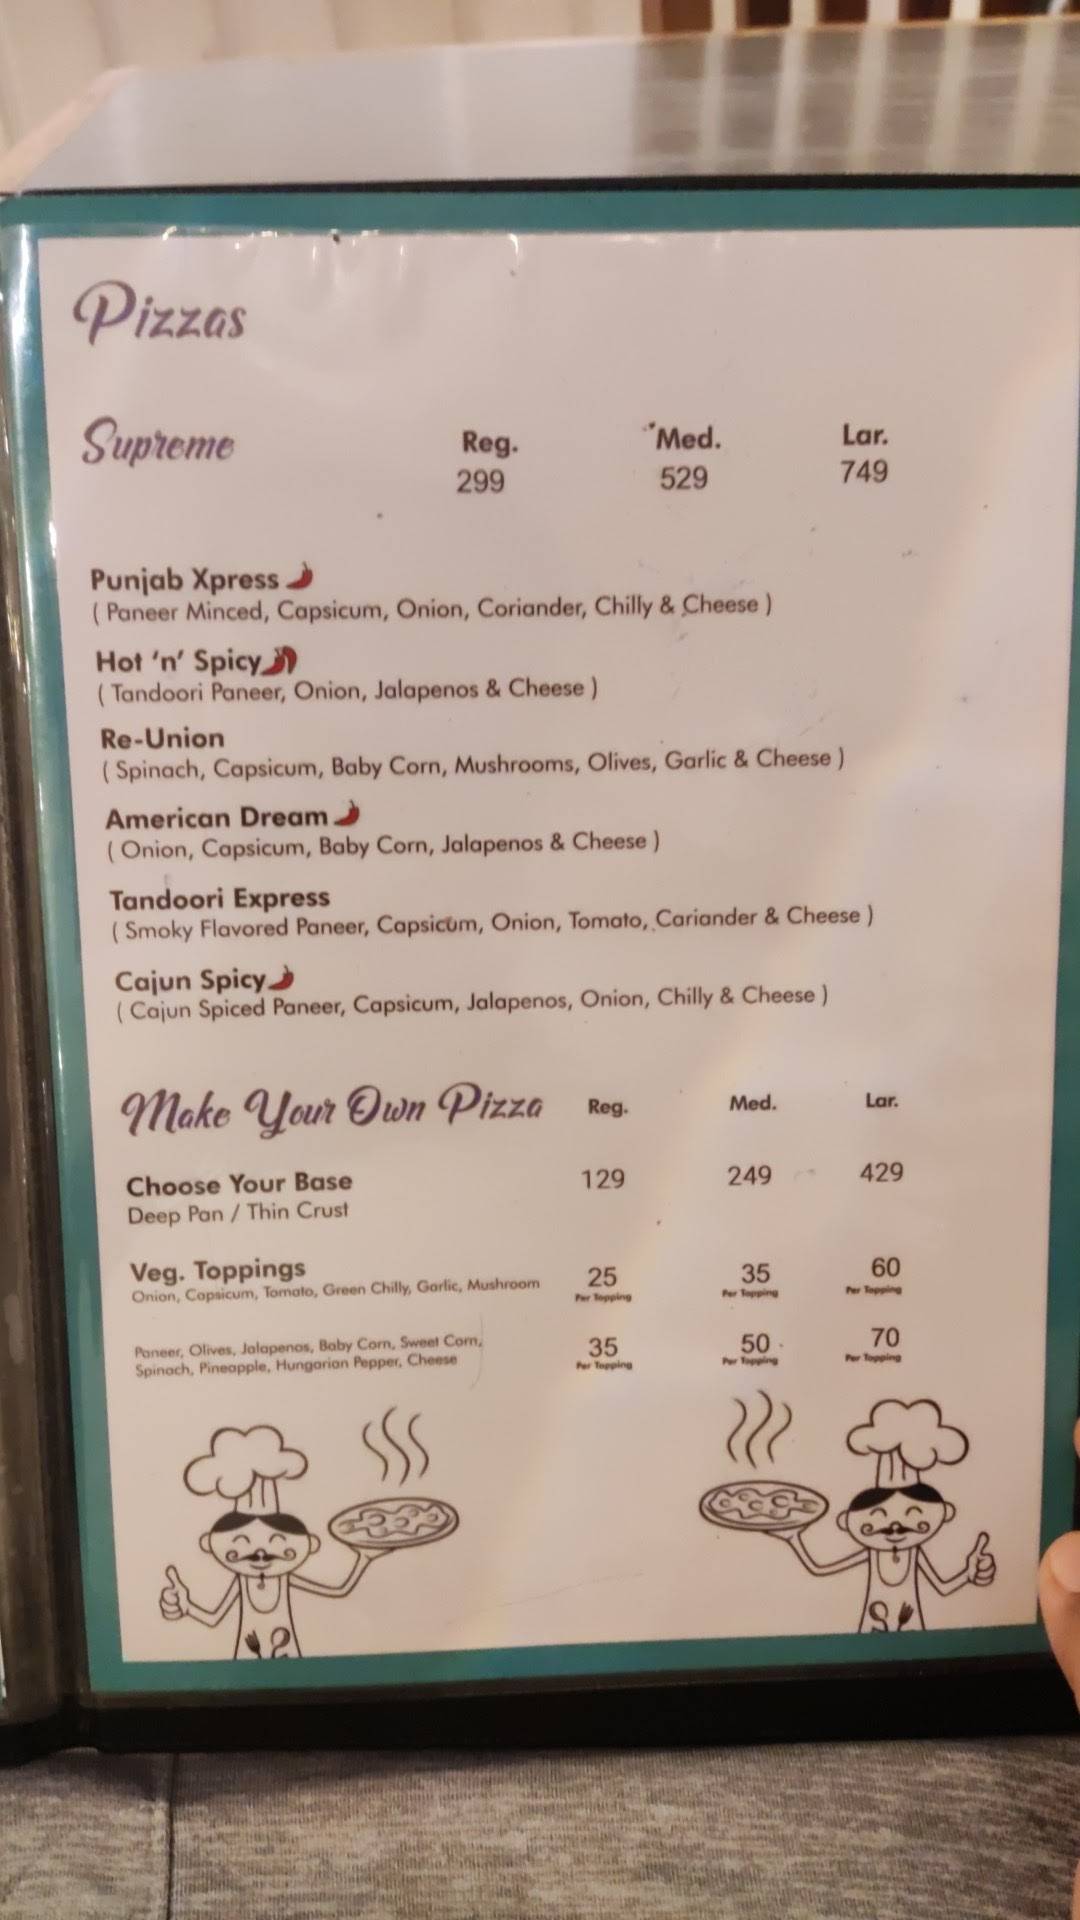 Pizzas
Supreme Reg. Med. Lar.
299 529 749
Punjab Xpress
( Paneer Minced, Capsicum, Onion, Coriander, Chilly & Cheese )
Hot 'n' Spicy
( Tandoori Paneer, Onion, Jalapenos & Cheese )
Re-Union
( Spinach, Capsicum, Baby Corn, Mushrooms, Olives, Garlic & Cheese )
American Dream
( Onion, Capsicum, Baby Corn, Jalapenos & Cheese )
Tandoori Express
( Smoky Flavored Paneer, Capsicum, Onion, Tomato, Cariander & Cheese )
Cajun Spicy
( Cajun Spiced Paneer, Capsicum, Jalapenos, Onion, Chilly & Cheese )
Make Your Own Pizza Reg. Med. Lar.
Choose Your Base 129 249 429
Deep Pan / Thin Crust
Veg. Toppings 25 35 60
Onion, Capsicum, Tomato, Green Chilly, Garlic, Mushroom Per Topping Per Topping Per Topping
Paneer, Olives, Jalapenos, Baby Corn, Sweet Corn, 35 50 70
Spinach, Pineapple, Hungarian Pepper, Cheese Per Topping Per Topping Per Topping